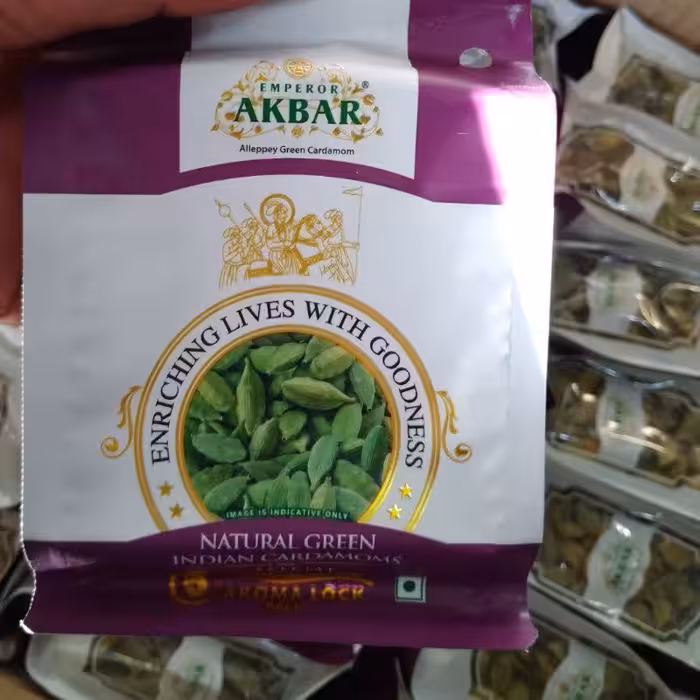 EMPEROR
AKBAR®
Alleppey Green Cardamom
ENRICHING LIVES WITH GOODNESS
IMAGE IS INDICATIVE ONLY
NATURAL GREEN
INDIAN CARDAMOMS
AROMA LOCK